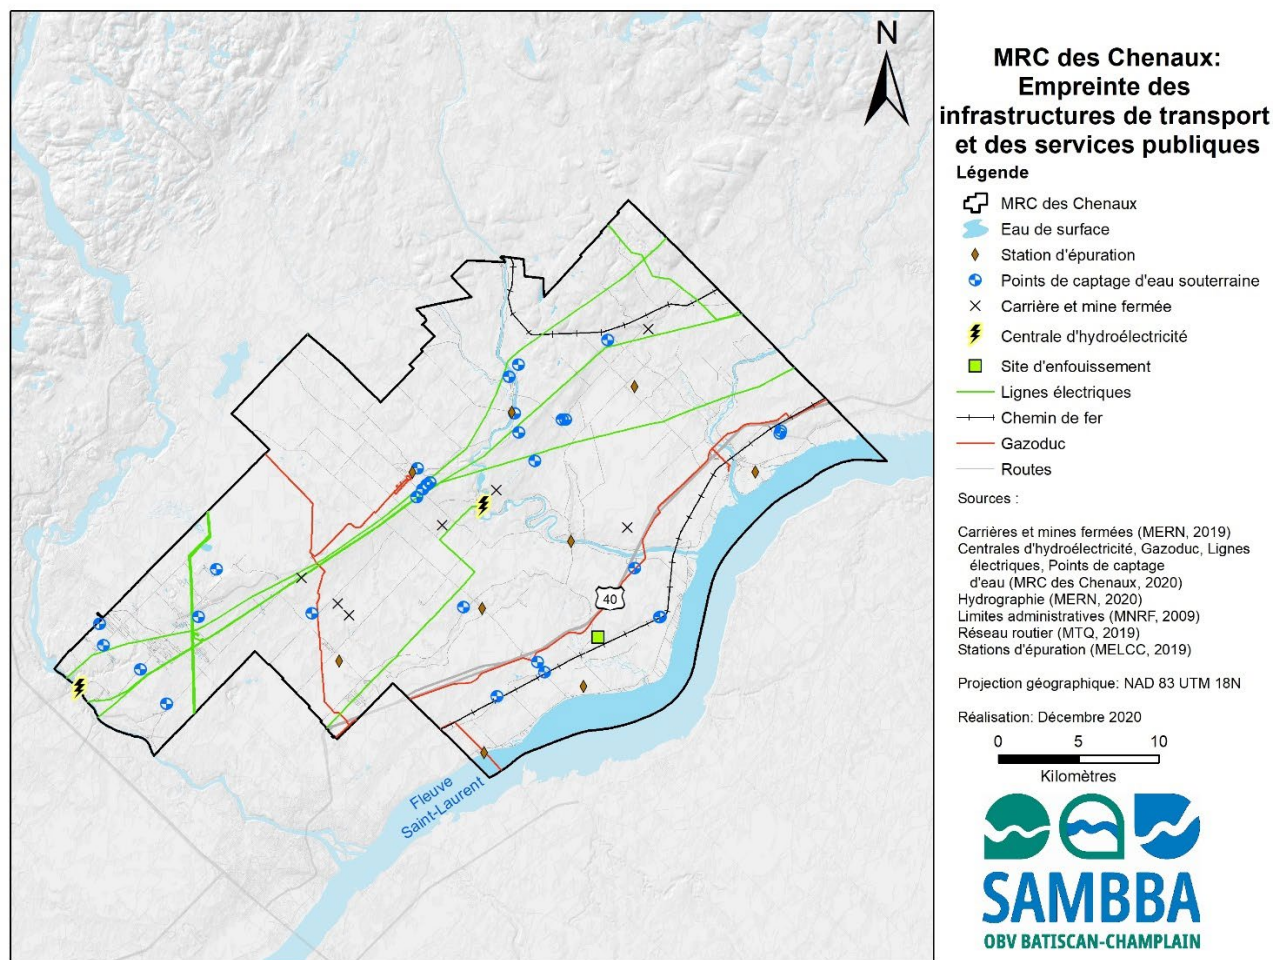 N
40
Fleuve
Saint-Laurent
MRC des Chenaux:
Empreinte des
infrastructures de transport
et des services publiques
Légende
MRC des Chenaux
Eau de surface
Station d'épuration
Points de captage d'eau souterraine
Carrière et mine fermée
Centrale d'hydroélectricité
Site d'enfouissement
Lignes électriques
Chemin de fer
Gazoduc
Routes
Sources :
Carrières et mines fermées (MERN, 2019)
Centrales d'hydroélectricité, Gazoduc, Lignes
électriques, Points de captage
d'eau (MRC des Chenaux, 2020)
Hydrographie (MERN, 2020)
Limites administratives (MNRF, 2009)
Réseau routier (MTQ, 2019)
Stations d'épuration (MELCC, 2019)
Projection géographique: NAD 83 UTM 18N
Réalisation: Décembre 2020
0 5 10
Kilomètres
SAMBBA
OBV BATISCAN-CHAMPLAIN